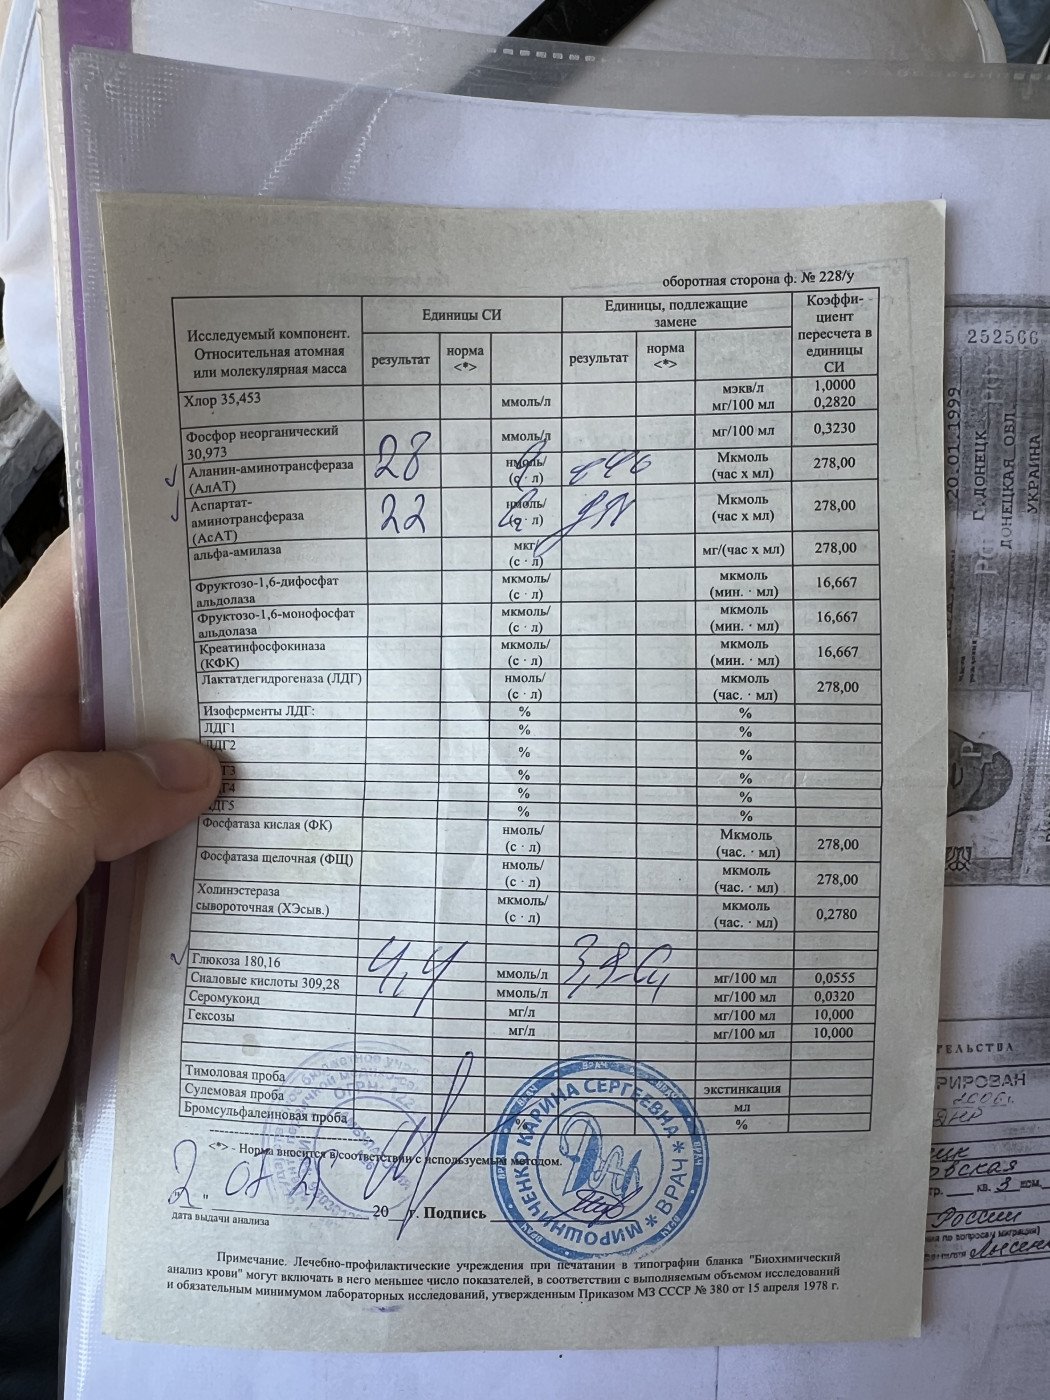 оборотная сторона ф. № 228/у
Исследуемый компонент. Относительная атомная или молекулярная масса
Единицы СИ
Единицы, подлежащие замене
Коэффи-циент пересчета в единицы СИ
результат норма <*> результат норма <*>
Хлор 35,453 ммоль/л мэкв/л 1,0000
мг/100 мл 0,2820
Фосфор неорганический 30,973 ммоль/л мг/100 мл 0,3230
Аланин-аминотрансфераза (АлАТ) 28 нмоль/(с · л) Мкмоль (час х мл) 278,00
Аспартат-аминотрансфераза (АсАТ) 22 нмоль/(с · л) Мкмоль (час х мл) 278,00
альфа-амилаза мкг/(с · л) мг/(час х мл) 278,00
Фруктозо-1,6-дифосфат альдолаза мкмоль/(с · л) мкмоль (мин. · мл) 16,667
Фруктозо-1,6-монофосфат альдолаза мкмоль/(с · л) мкмоль (мин. · мл) 16,667
Креатинфосфокиназа (КФК) мкмоль/(с · л) мкмоль (мин. · мл) 16,667
Лактатдегидрогеназа (ЛДГ) нмоль/(с · л) мкмоль (час. · мл) 278,00
Изоферменты ЛДГ: % %
ЛДГ1 % %
ЛДГ2 % %
% %
% %
% %
Фосфатаза кислая (ФК) нмоль/(с · л) Мкмоль (час. · мл) 278,00
Фосфатаза щелочная (ФЩ) нмоль/(с · л) мкмоль (час. · мл) 278,00
Холинэстераза сывороточная (ХЭсыв.) мкмоль/(с · л) мкмоль (час. · мл) 0,2780
Глюкоза 180,16 4,4 ммоль/л мг/100 мл 0,0555
Сиаловые кислоты 309,28 ммоль/л мг/100 мл 0,0320
Серомукоид мг/л мг/100 мл 10,000
Гексозы мг/л мг/100 мл 10,000
Тимоловая проба экстинкация
Сулемовая проба мл
Бромсульфалеиновая проба % %
<*> - Норма вносится в соответствии с используемым методом.
20 г. Подпись
дата выдачи анализа
МИРОШНИЧЕНКО КАРИНА СЕРГЕЕВНА * ВРАЧ *
Примечание. Лечебно-профилактические учреждения при печатании в типографии бланка "Биохимический
анализ крови" могут включать в него меньшее число показателей, в соответствии с выполняемым объемом исследований
и обязательным минимумом лабораторных исследований, утвержденным Приказом МЗ СССР № 380 от 15 апреля 1978 г.
252566
20.01.1999
Г. ДОНЕЦК
ДОНЕЦКАЯ ОБЛ
УКРАИНА
России